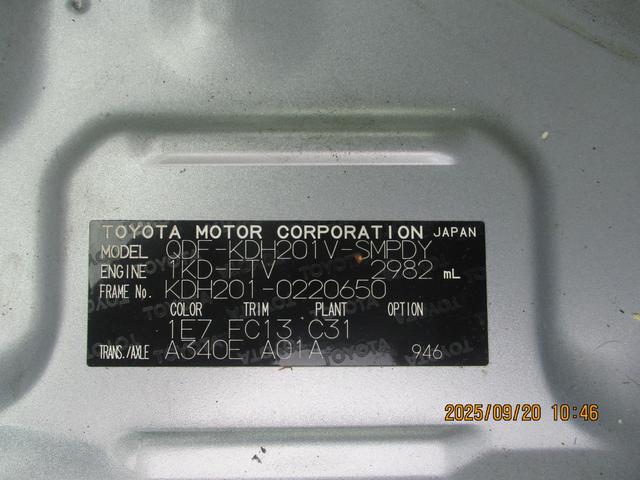 TOYOTA MOTOR CORPORATION JAPAN
MODEL QDF-KDH201V-SMPDY
ENGINE 1KD-FTV 2982 mL
FRAME No. KDH201-0220650
COLOR TRIM PLANT OPTION
1E7 FC13 C31
TRANS./AXLE A340E A01A 946
2025/09/20 10:46